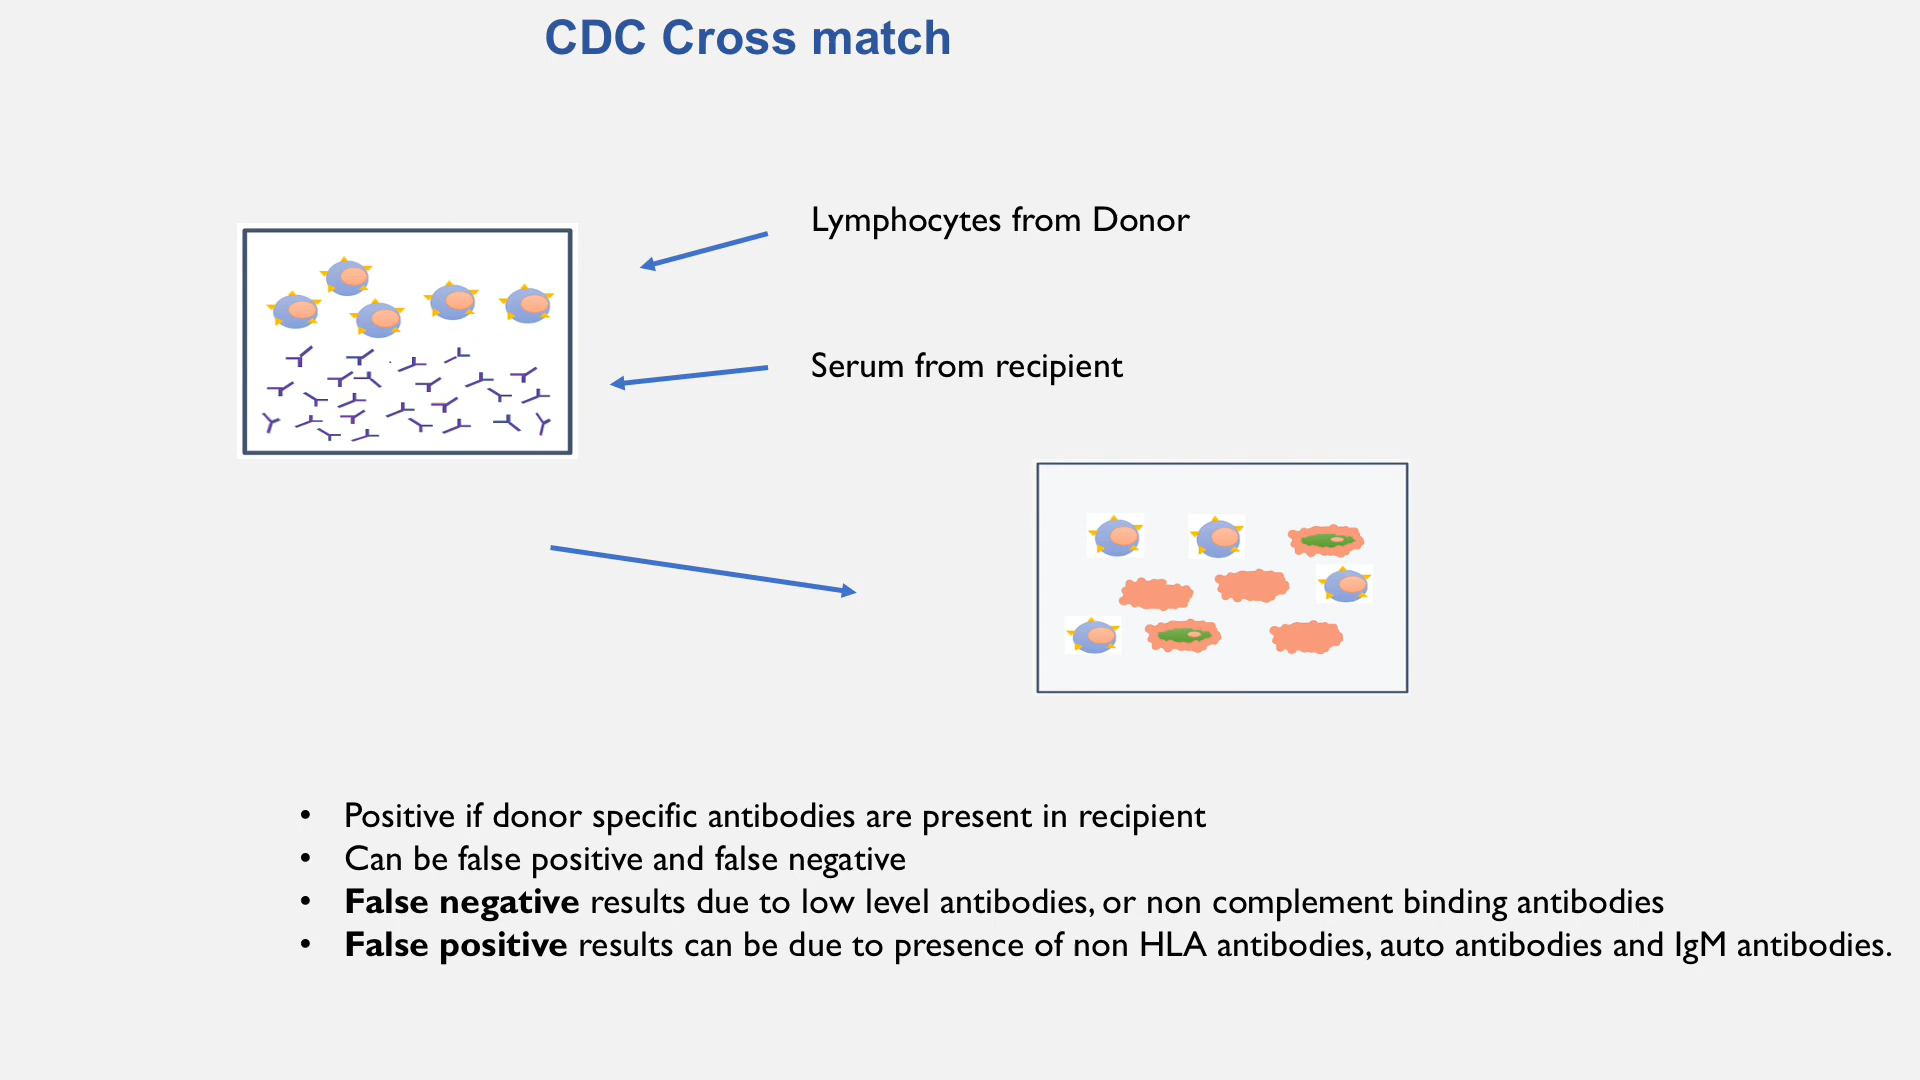 CDC Cross match
Lymphocytes from Donor
Serum from recipient
• Positive if donor specific antibodies are present in recipient
• Can be false positive and false negative
• False negative results due to low level antibodies, or non complement binding antibodies
• False positive results can be due to presence of non HLA antibodies, auto antibodies and IgM antibodies.